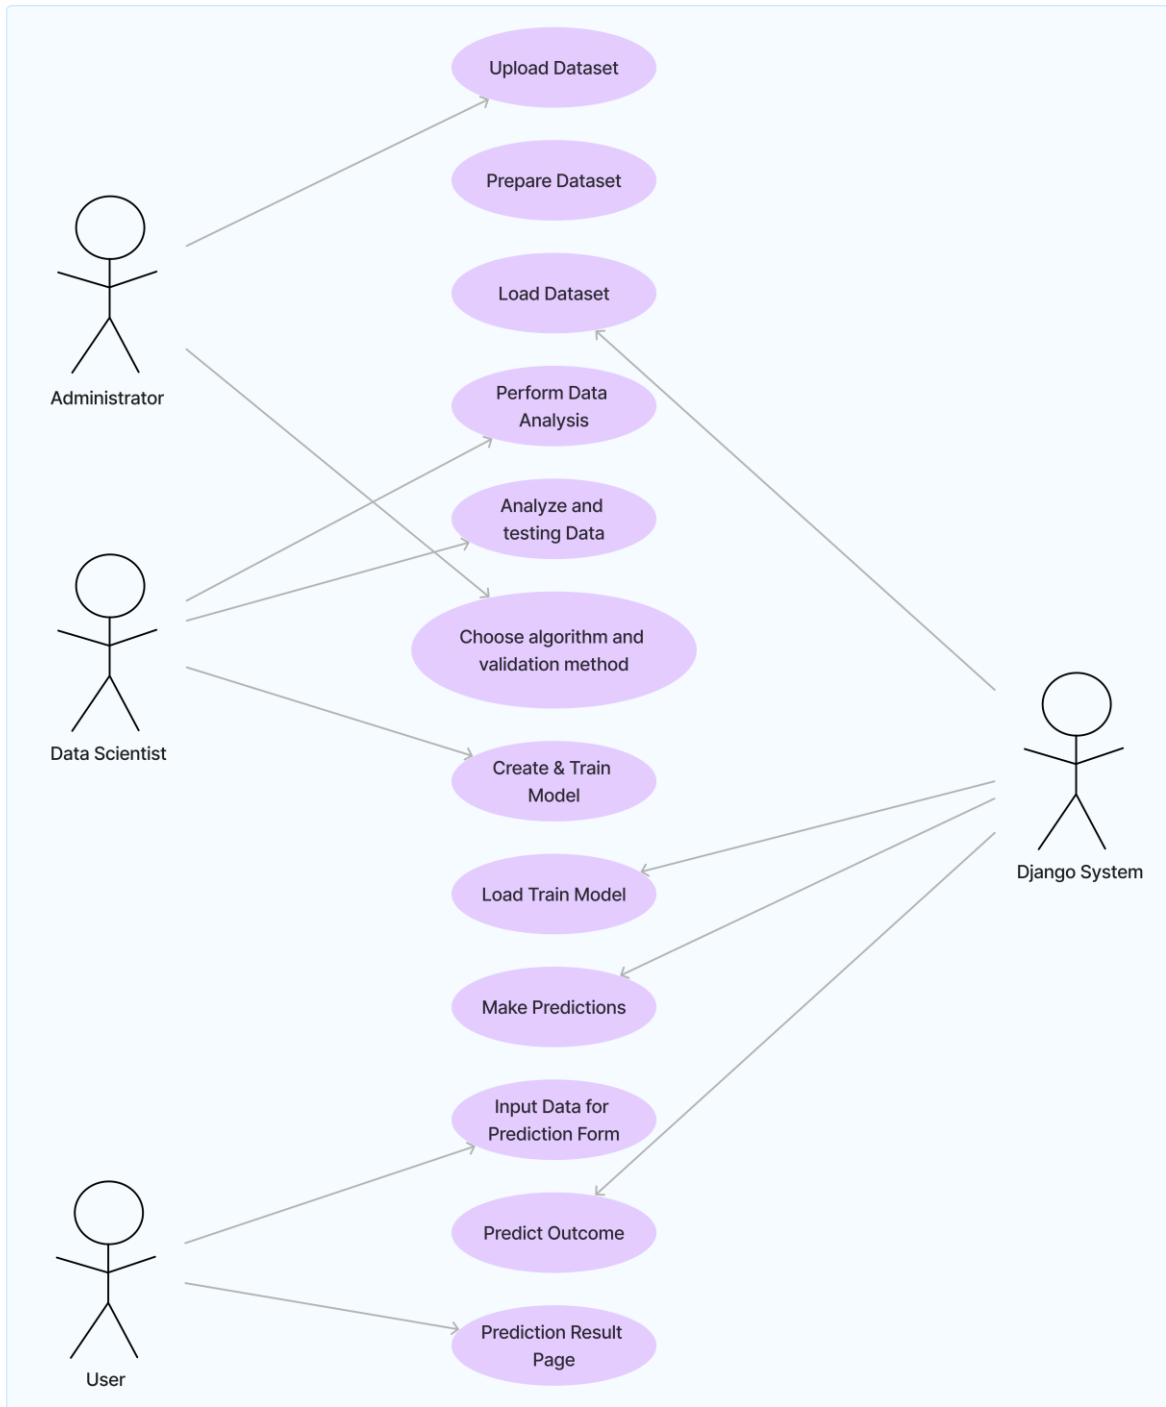 Upload Dataset
Prepare Dataset
Load Dataset
Administrator
Perform Data
Analysis
Analyze and
testing Data
Choose algorithm and
validation method
Data Scientist
Create & Train
Model
Django System
Load Train Model
Make Predictions
Input Data for
Prediction Form
Predict Outcome
Prediction Result
Page
User